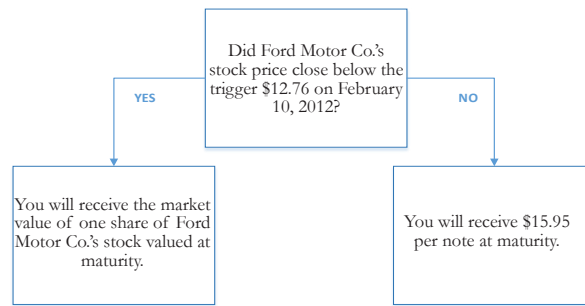 Did Ford Motor Co.'s
stock price close below the
trigger $12.76 on February
10, 2012?
YES
NO
You will receive the market
value of one share of Ford
Motor Co.'s stock valued at
maturity.
You will receive $15.95
per note at maturity.